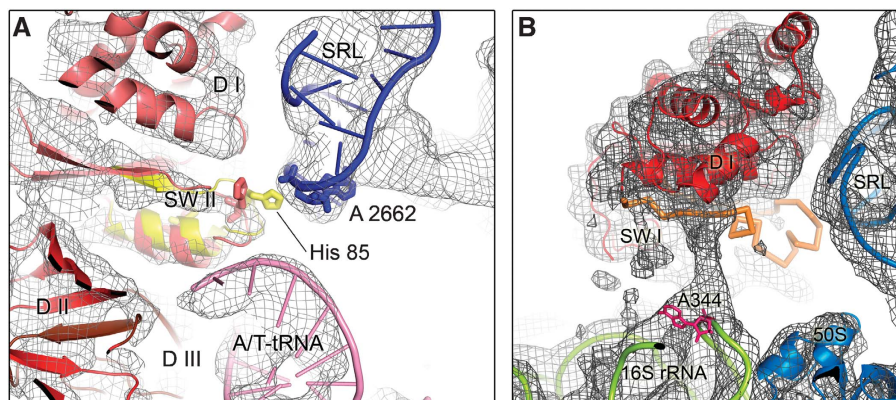 A
D I
SRL
SW II
A 2662
His 85
D II
D III
A/T-tRNA
B
D I
SRL
SW I
A344
50S
16S rRNA